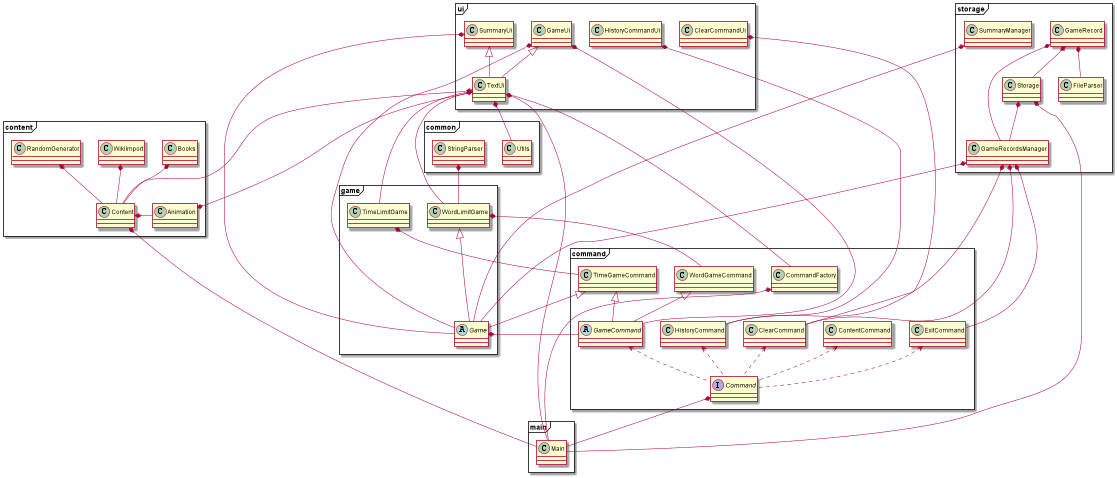 ui
C SummaryUi
C GameUi
C HistoryCommandUi
C ClearCommandUi
C TextUi
storage
C SummaryManager
C GameRecord
C Storage
C FileParser
C GameRecordsManager
content
C RandomGenerator
C WikiImport
C Books
C Content
C Animation
common
C StringParser
C Utils
game
C TimeLimitGame
C WordLimitGame
A Game
command
C TimeGameCommand
C WordGameCommand
C CommandFactory
A GameCommand
C HistoryCommand
C ClearCommand
C ContentCommand
C ExitCommand
I Command
main
C Main